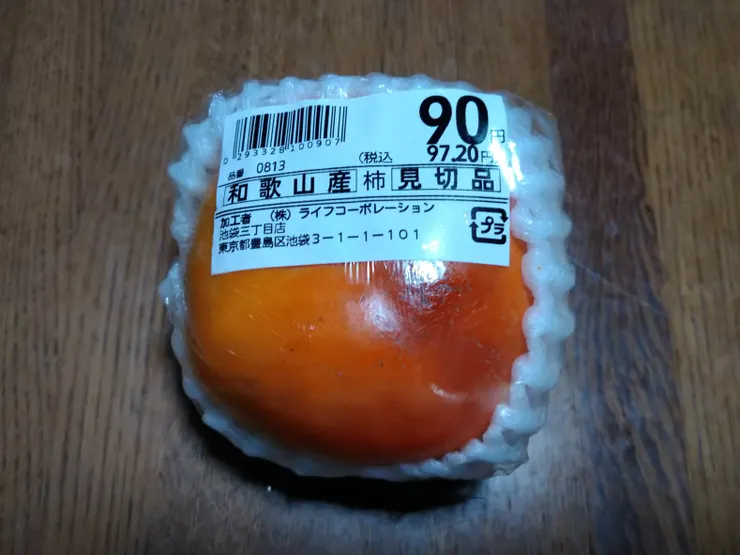 90円
0 293328 100907
(税込 97.20円
品番 0813
和歌山産 柿 見切品
加工者 (株) ライフコーポレーション
池袋三丁目店
東京都豊島区池袋3-1-1-101
プラ